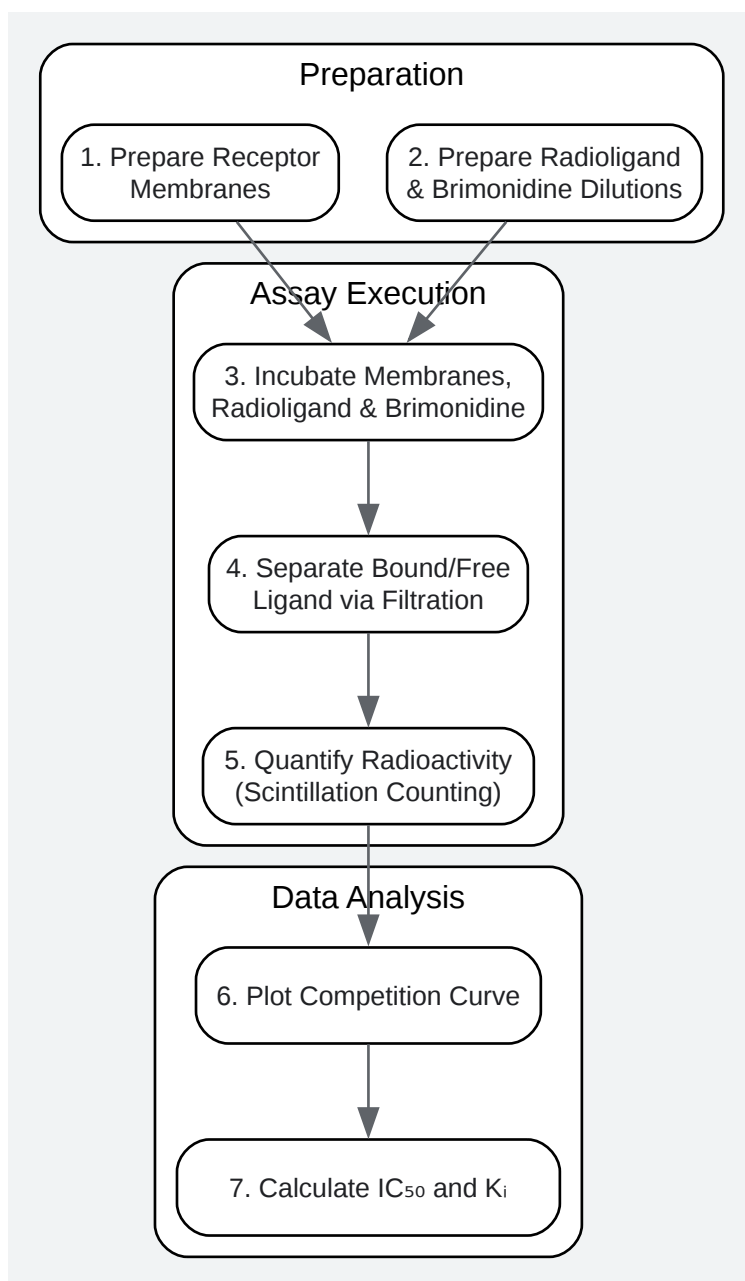 Preparation
1. Prepare Receptor
Membranes
2. Prepare Radioligand
& Brimonidine Dilutions
Assay Execution
3. Incubate Membranes,
Radioligand & Brimonidine
4. Separate Bound/Free
Ligand via Filtration
5. Quantify Radioactivity
(Scintillation Counting)
Data Analysis
6. Plot Competition Curve
7. Calculate IC₅₀ and Kᵢ